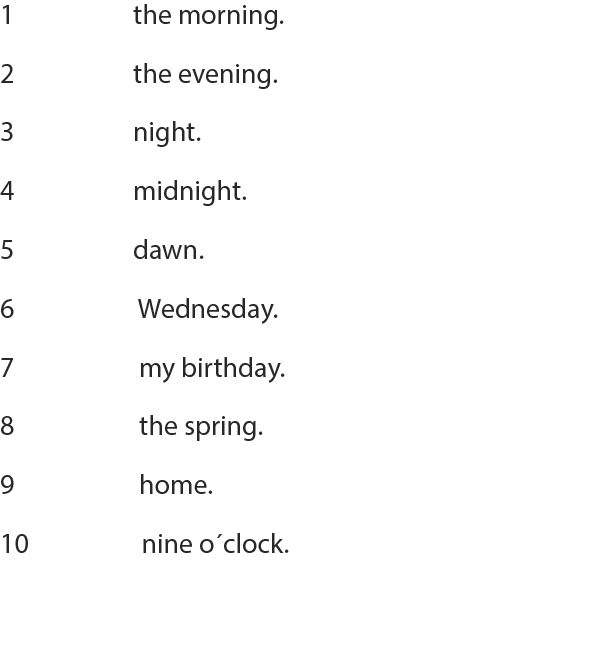 1 the morning.
2 the evening.
3 night.
4 midnight.
5 dawn.
6 Wednesday.
7 my birthday.
8 the spring.
9 home.
10 nine o´clock.